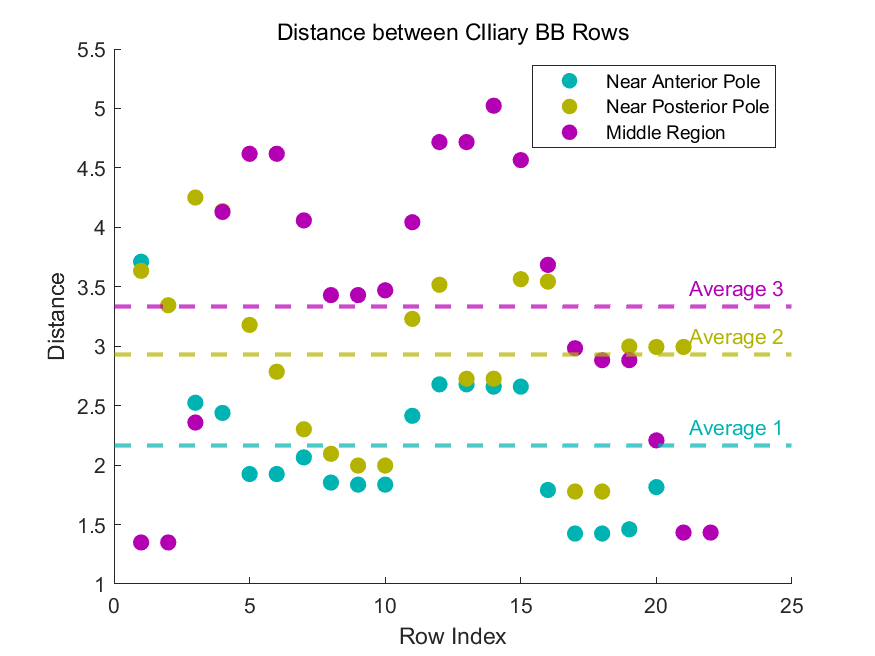 Distance between CIliary BB Rows
Near Anterior Pole
Near Posterior Pole
Middle Region
5.5
5
4.5
4
3.5
3
2.5
2
1.5
1
Distance
Average 3
Average 2
Average 1
0 5 10 15 20 25
Row Index